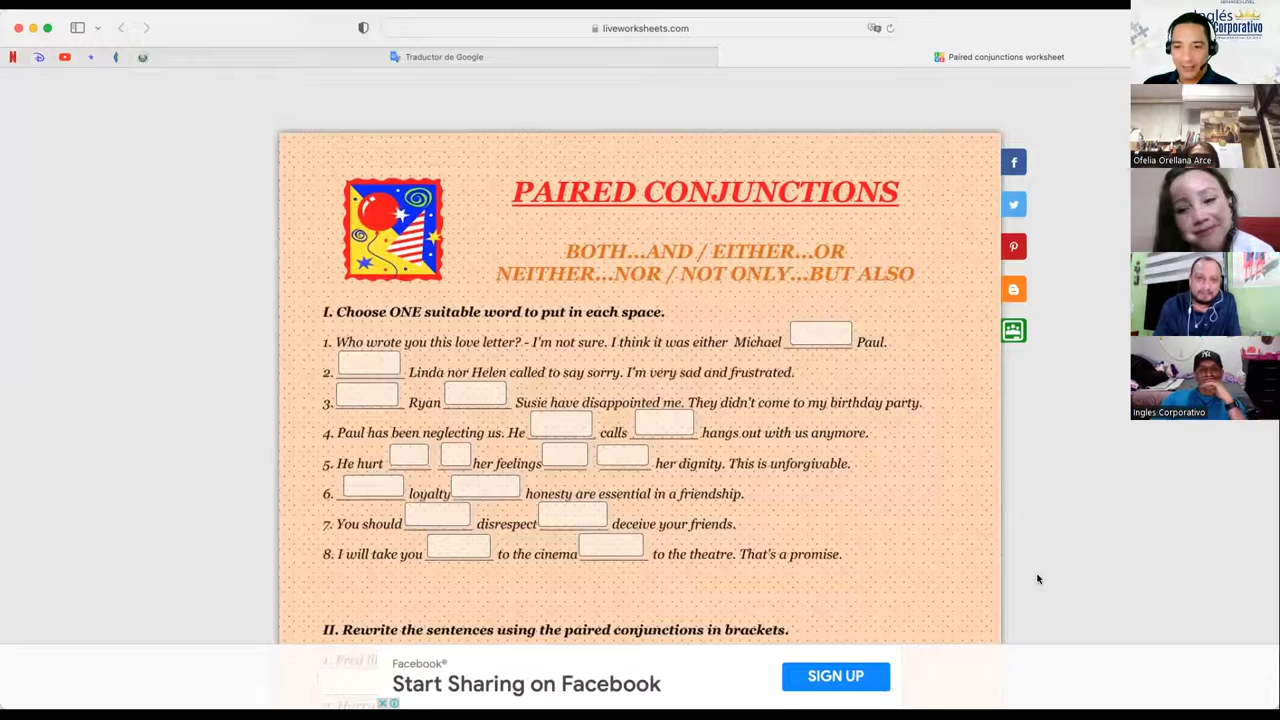 liveworksheets.com
Traductor de Google
Paired conjunctions worksheet
Inglés
Corporativo
Ofelia Orellana Arce
Ingles Corporativo
PAIRED CONJUNCTIONS
BOTH...AND / EITHER...OR
NEITHER...NOR / NOT ONLY...BUT ALSO
I. Choose ONE suitable word to put in each space.
1. Who wrote you this love letter? - I'm not sure. I think it was either Michael Paul.
2. Linda nor Helen called to say sorry. I'm very sad and frustrated.
3. Ryan Susie have disappointed me. They didn't come to my birthday party.
4. Paul has been neglecting us. He calls hangs out with us anymore.
5. He hurt her feelings her dignity. This is unforgivable.
6. loyalty honesty are essential in a friendship.
7. You should disrespect deceive your friends.
8. I will take you to the cinema to the theatre. That's a promise.
II. Rewrite the sentences using the paired conjunctions in brackets.
1. Fred
Facebook®
Start Sharing on Facebook
SIGN UP